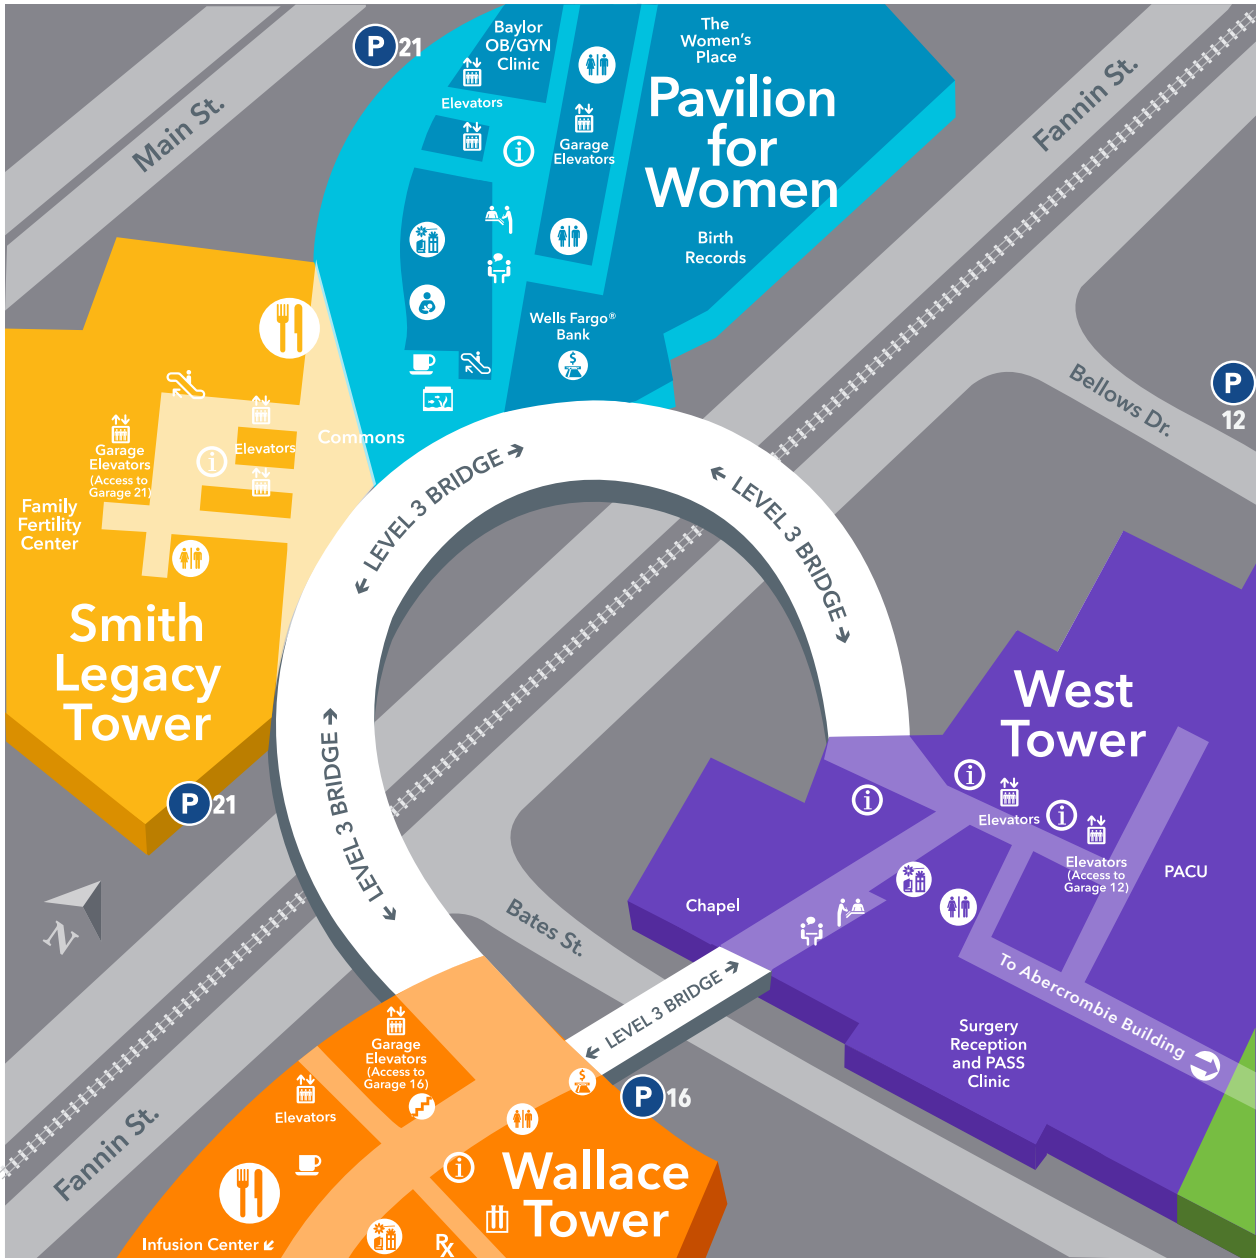 P 21
Baylor
OB/GYN
Clinic
The
Women's
Place
Elevators
i
Garage
Elevators
Pavilion
for
Women
Birth
Records
Wells Fargo®
Bank
$
Main St.
Fannin St.
Bellows Dr.
P
12
Commons
Garage
Elevators
(Access to
Garage 21)
i
Elevators
Family
Fertility
Center
Smith
Legacy
Tower
P 21
N
← LEVEL 3 BRIDGE →
← LEVEL 3 BRIDGE →
← LEVEL 3 BRIDGE →
West
Tower
i
i
Elevators
i
Elevators
(Access to
Garage 12)
PACU
Chapel
Bates St.
← LEVEL 3 BRIDGE →
To Abercrombie Building
Surgery
Reception
and PASS
Clinic
Garage
Elevators
(Access to
Garage 16)
$
P 16
Elevators
Fannin St.
i
Wallace
Tower
Infusion Center ↙
Rx